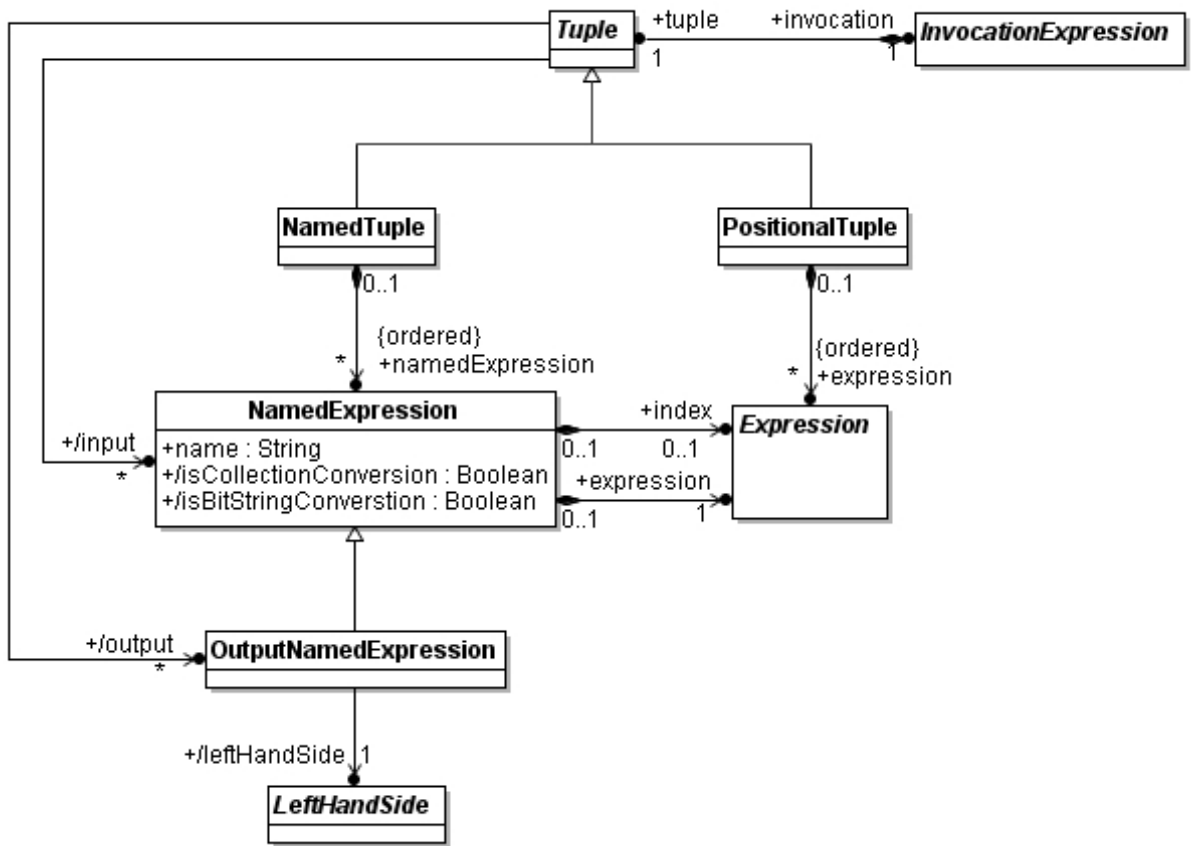 Tuple
+tuple
1
+invocation
1
InvocationExpression
NamedTuple
0..1
PositionalTuple
0..1
{ordered}
*
+namedExpression
{ordered}
*
+expression
+/input
*
NamedExpression
+name : String
+/isCollectionConversion : Boolean
+/isBitStringConverstion : Boolean
+index
0..1
0..1
+expression
0..1
1
Expression
+/output
*
OutputNamedExpression
+/leftHandSide
1
LeftHandSide